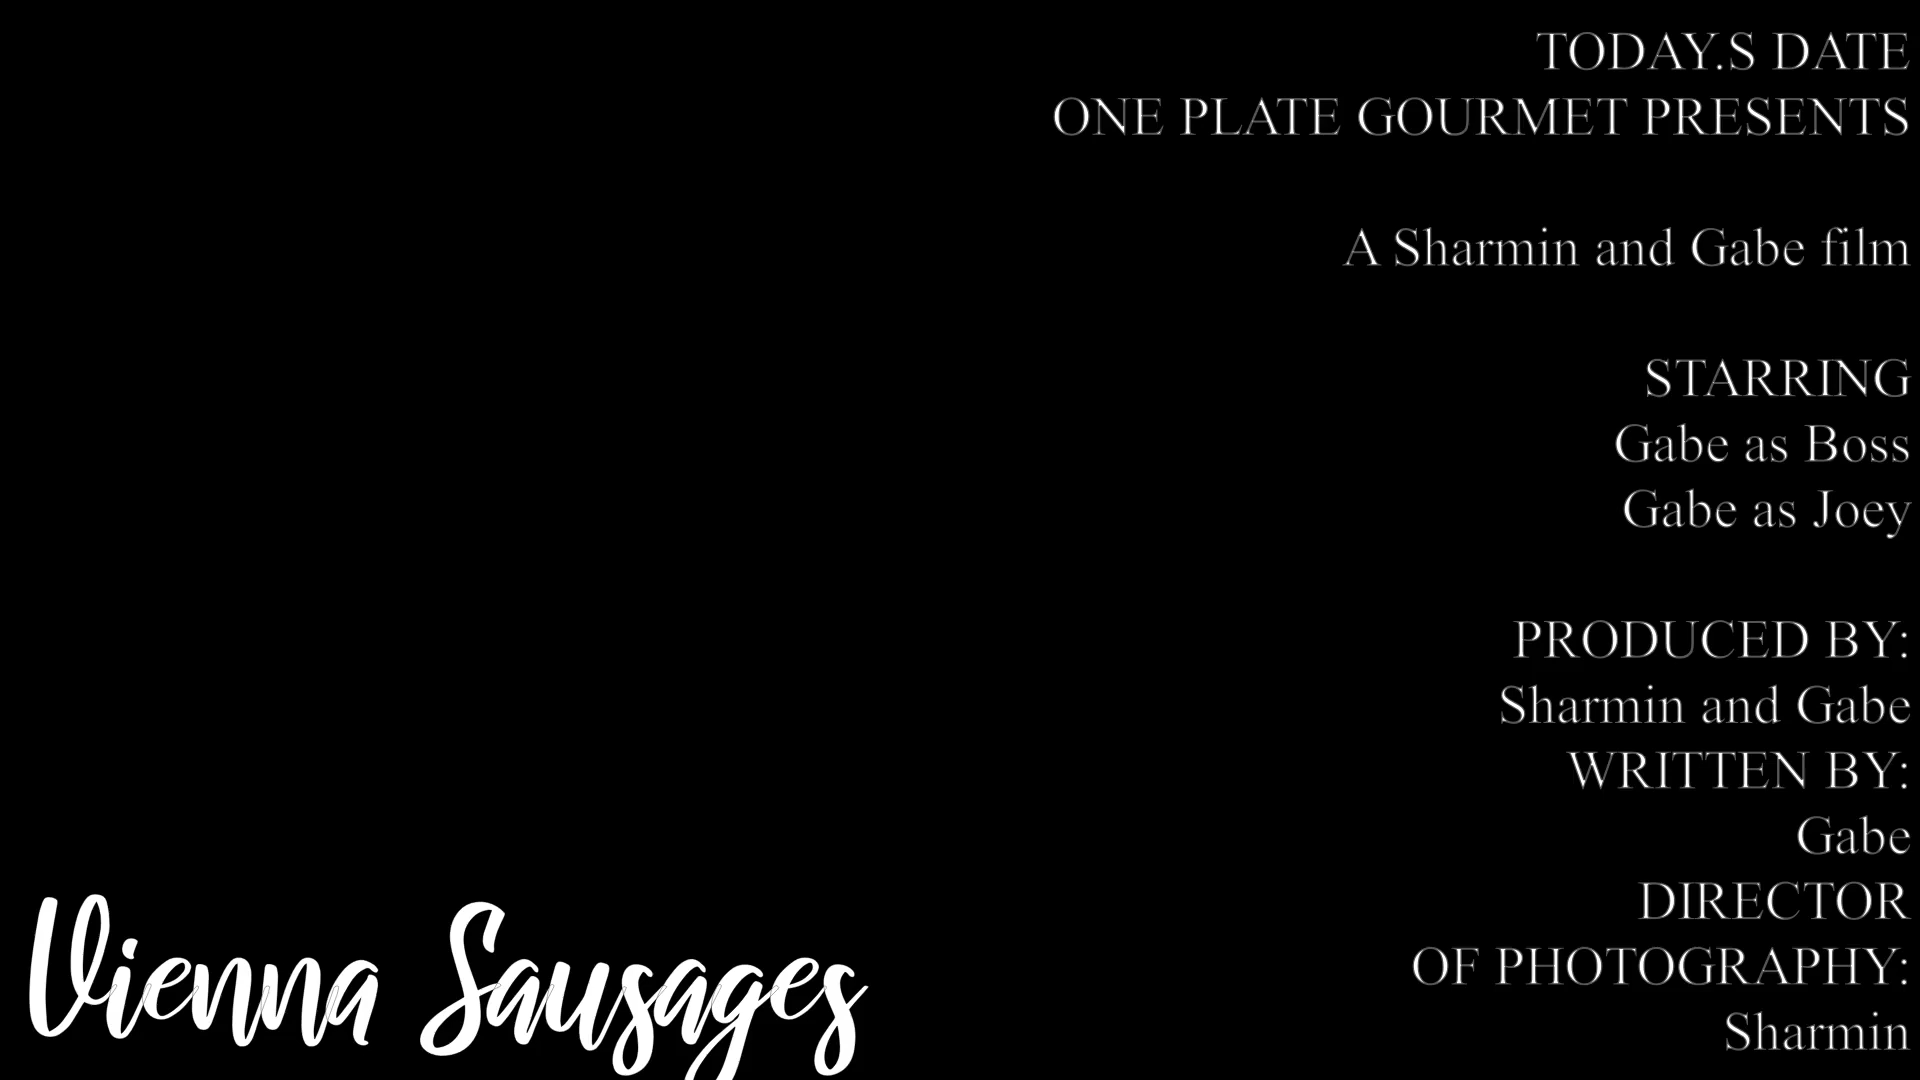 TODAY.S DATE
ONE PLATE GOURMET PRESENTS
A Sharmin and Gabe film
STARRING
Gabe as Boss
Gabe as Joey
PRODUCED BY:
Sharmin and Gabe
WRITTEN BY:
Gabe
DIRECTOR
OF PHOTOGRAPHY:
Sharmin
Vienna Sausages